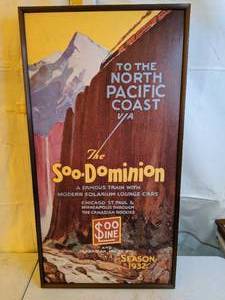 TO THE
NORTH
PACIFIC
COAST
VIA
The
Soo-Dominion
A FAMOUS TRAIN WITH
MODERN SOLARIUM LOUNGE CARS
CHICAGO ST. PAUL &
MINNEAPOLIS THROUGH
THE CANADIAN ROCKIES
SOO
LINE
AND
SEASON
1932